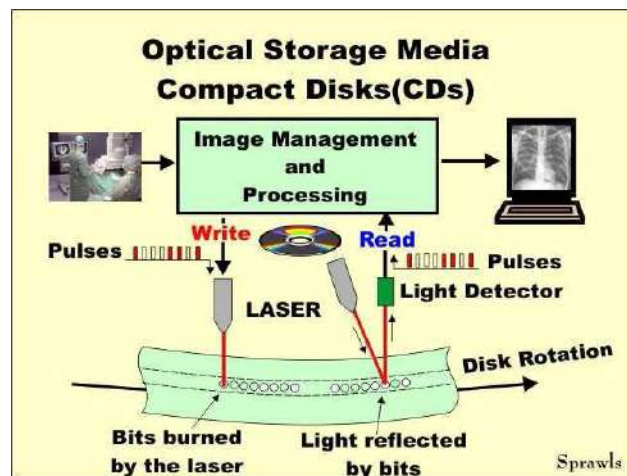 Optical Storage Media
Compact Disks(CDs)
Image Management
and
Processing
Write
Read
Pulses
Pulses
Light Detector
LASER
Disk Rotation
Bits burned
by the laser
Light reflected
by bits
Sprawls